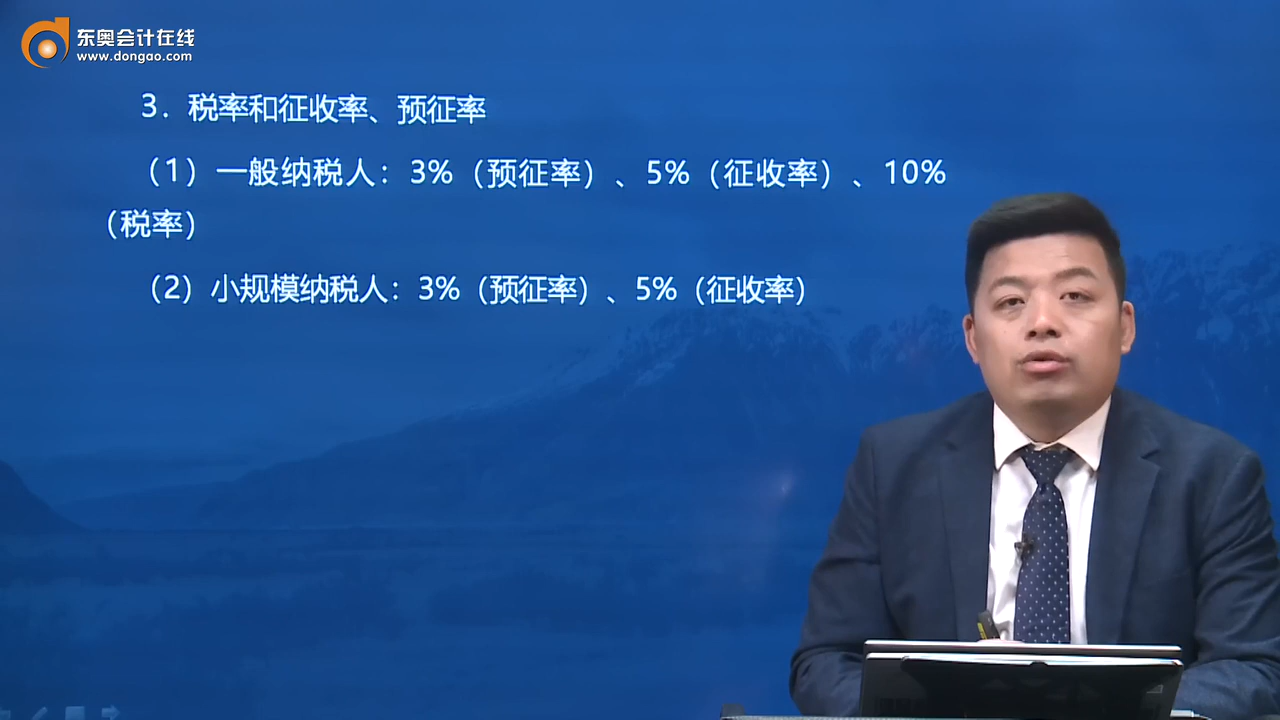 东奥会计在线
www.dongao.com
3．税率和征收率、预征率
（1）一般纳税人：3%（预征率）、5%（征收率）、10%
（税率）
（2）小规模纳税人：3%（预征率）、5%（征收率）